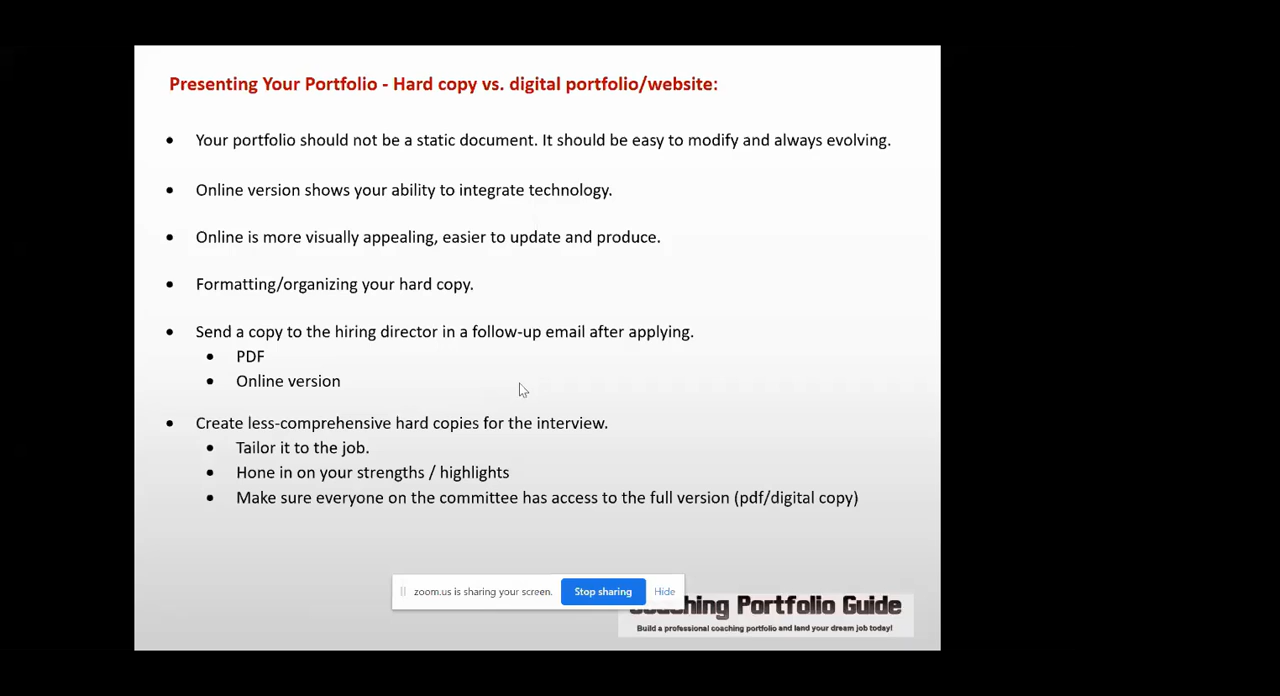 Presenting Your Portfolio - Hard copy vs. digital portfolio/website:
Your portfolio should not be a static document. It should be easy to modify and always evolving.
Online version shows your ability to integrate technology.
Online is more visually appealing, easier to update and produce.
Formatting/organizing your hard copy.
Send a copy to the hiring director in a follow-up email after applying.
PDF
Online version
Create less-comprehensive hard copies for the interview.
Tailor it to the job.
Hone in on your strengths / highlights
Make sure everyone on the committee has access to the full version (pdf/digital copy)
zoom.us is sharing your screen. Stop sharing Hide
Coaching Portfolio Guide
Build a professional coaching portfolio and land your dream job today!